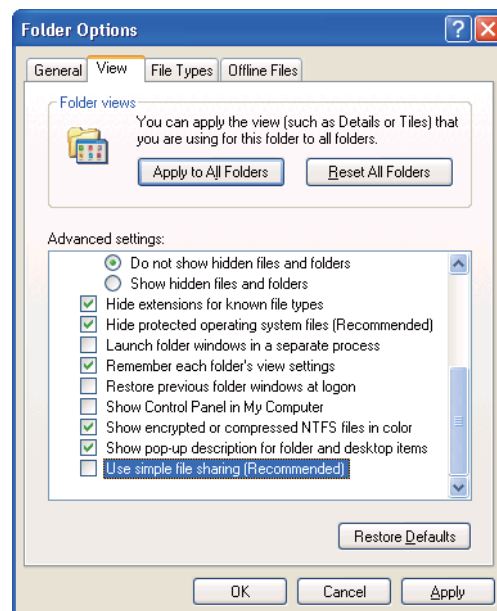 Folder Options
General View File Types Offline Files
Folder views
You can apply the view (such as Details or Tiles) that
you are using for this folder to all folders.
Apply to All Folders Reset All Folders
Advanced settings:
Do not show hidden files and folders
Show hidden files and folders
Hide extensions for known file types
Hide protected operating system files (Recommended)
Launch folder windows in a separate process
Remember each folder's view settings
Restore previous folder windows at logon
Show Control Panel in My Computer
Show encrypted or compressed NTFS files in color
Show pop-up description for folder and desktop items
Use simple file sharing (Recommended)
Restore Defaults
OK Cancel Apply